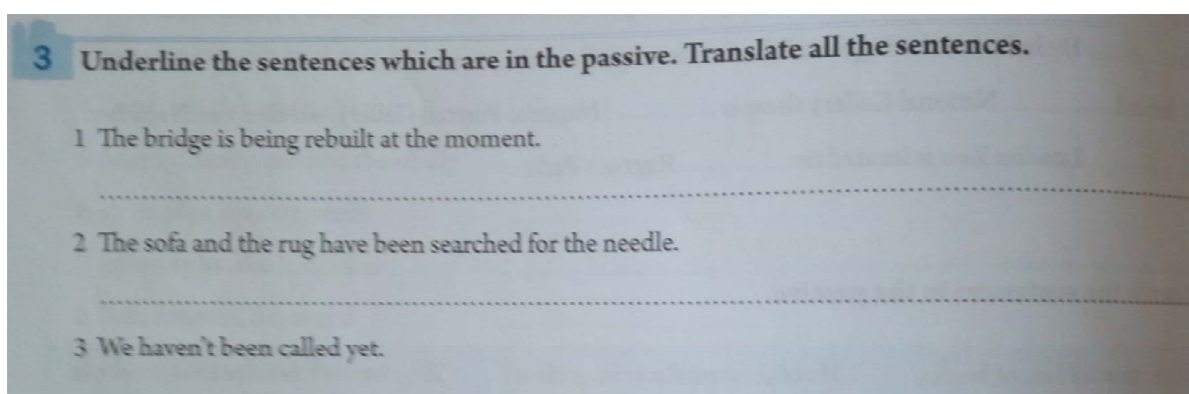 3 Underline the sentences which are in the passive. Translate all the sentences.
1 The bridge is being rebuilt at the moment.
2 The sofa and the rug have been searched for the needle.
3 We haven't been called yet.